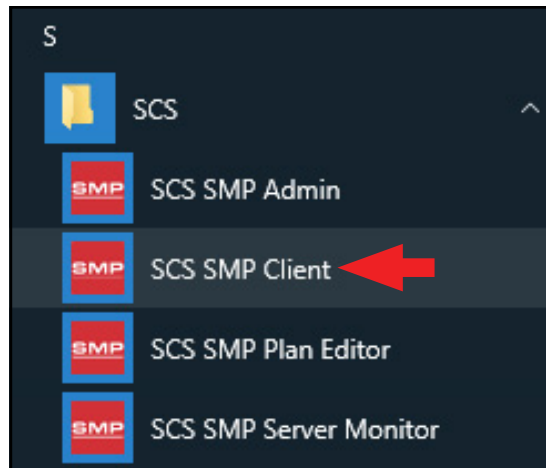 S
SCS
SMP SCS SMP Admin
SMP SCS SMP Client
SMP SCS SMP Plan Editor
SMP SCS SMP Server Monitor